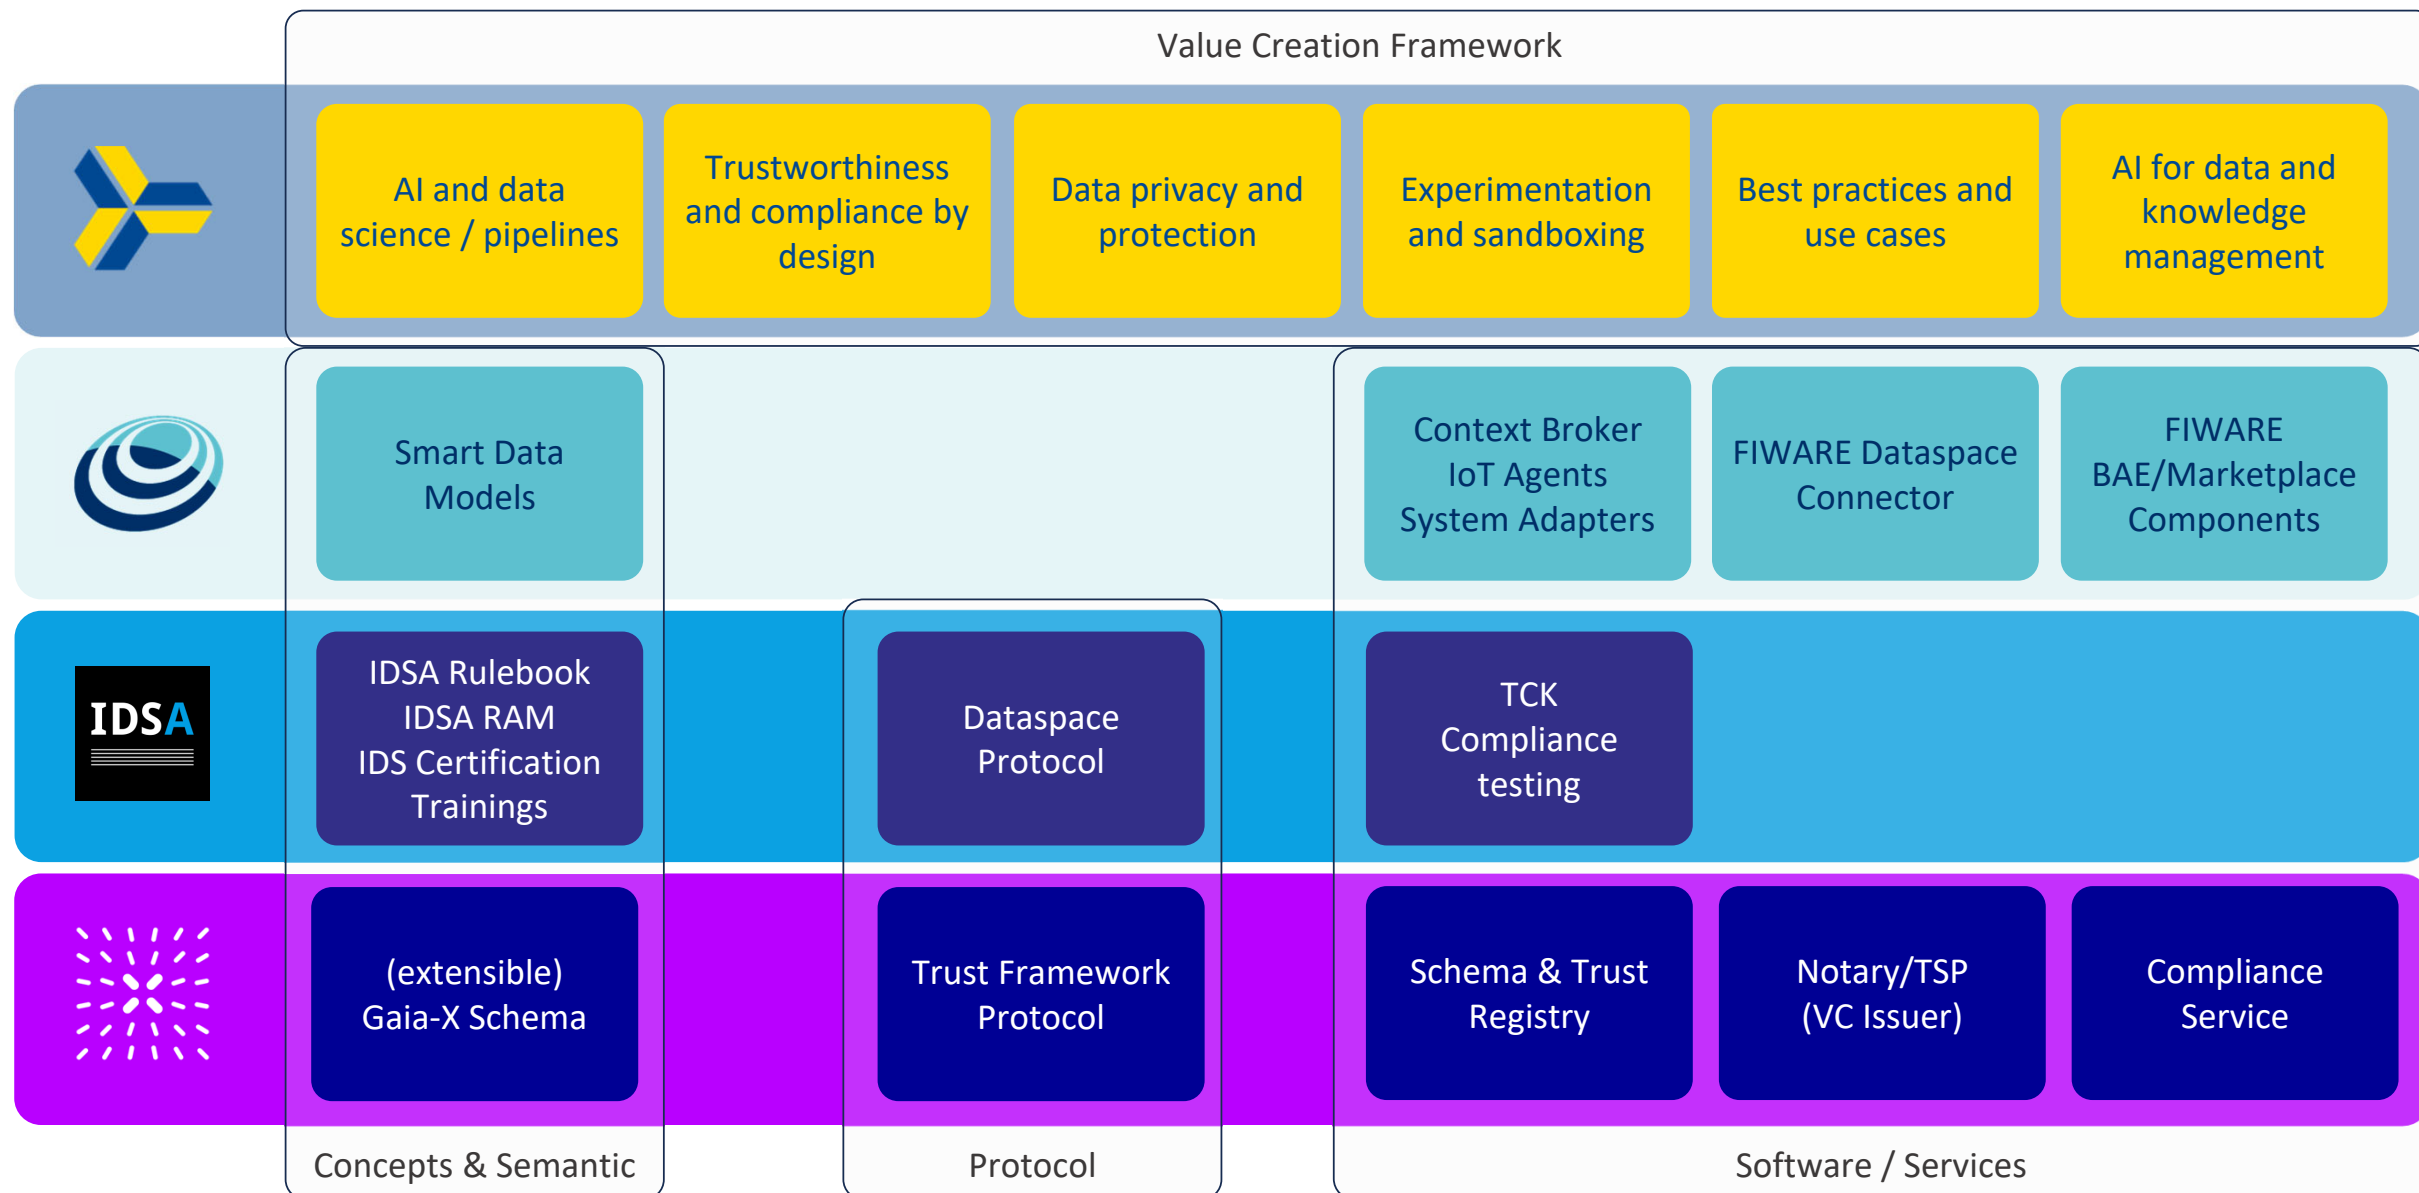 Value Creation Framework
AI and data
science / pipelines
Trustworthiness
and compliance by
design
Data privacy and
protection
Experimentation
and sandboxing
Best practices and
use cases
AI for data and
knowledge
management
Smart Data
Models
Context Broker
IoT Agents
System Adapters
FIWARE Dataspace
Connector
FIWARE
BAE/Marketplace
Components
IDSA
IDSA Rulebook
IDSA RAM
IDS Certification
Trainings
Dataspace
Protocol
TCK
Compliance
testing
(extensible)
Gaia-X Schema
Trust Framework
Protocol
Schema & Trust
Registry
Notary/TSP
(VC Issuer)
Compliance
Service
Concepts & Semantic
Protocol
Software / Services